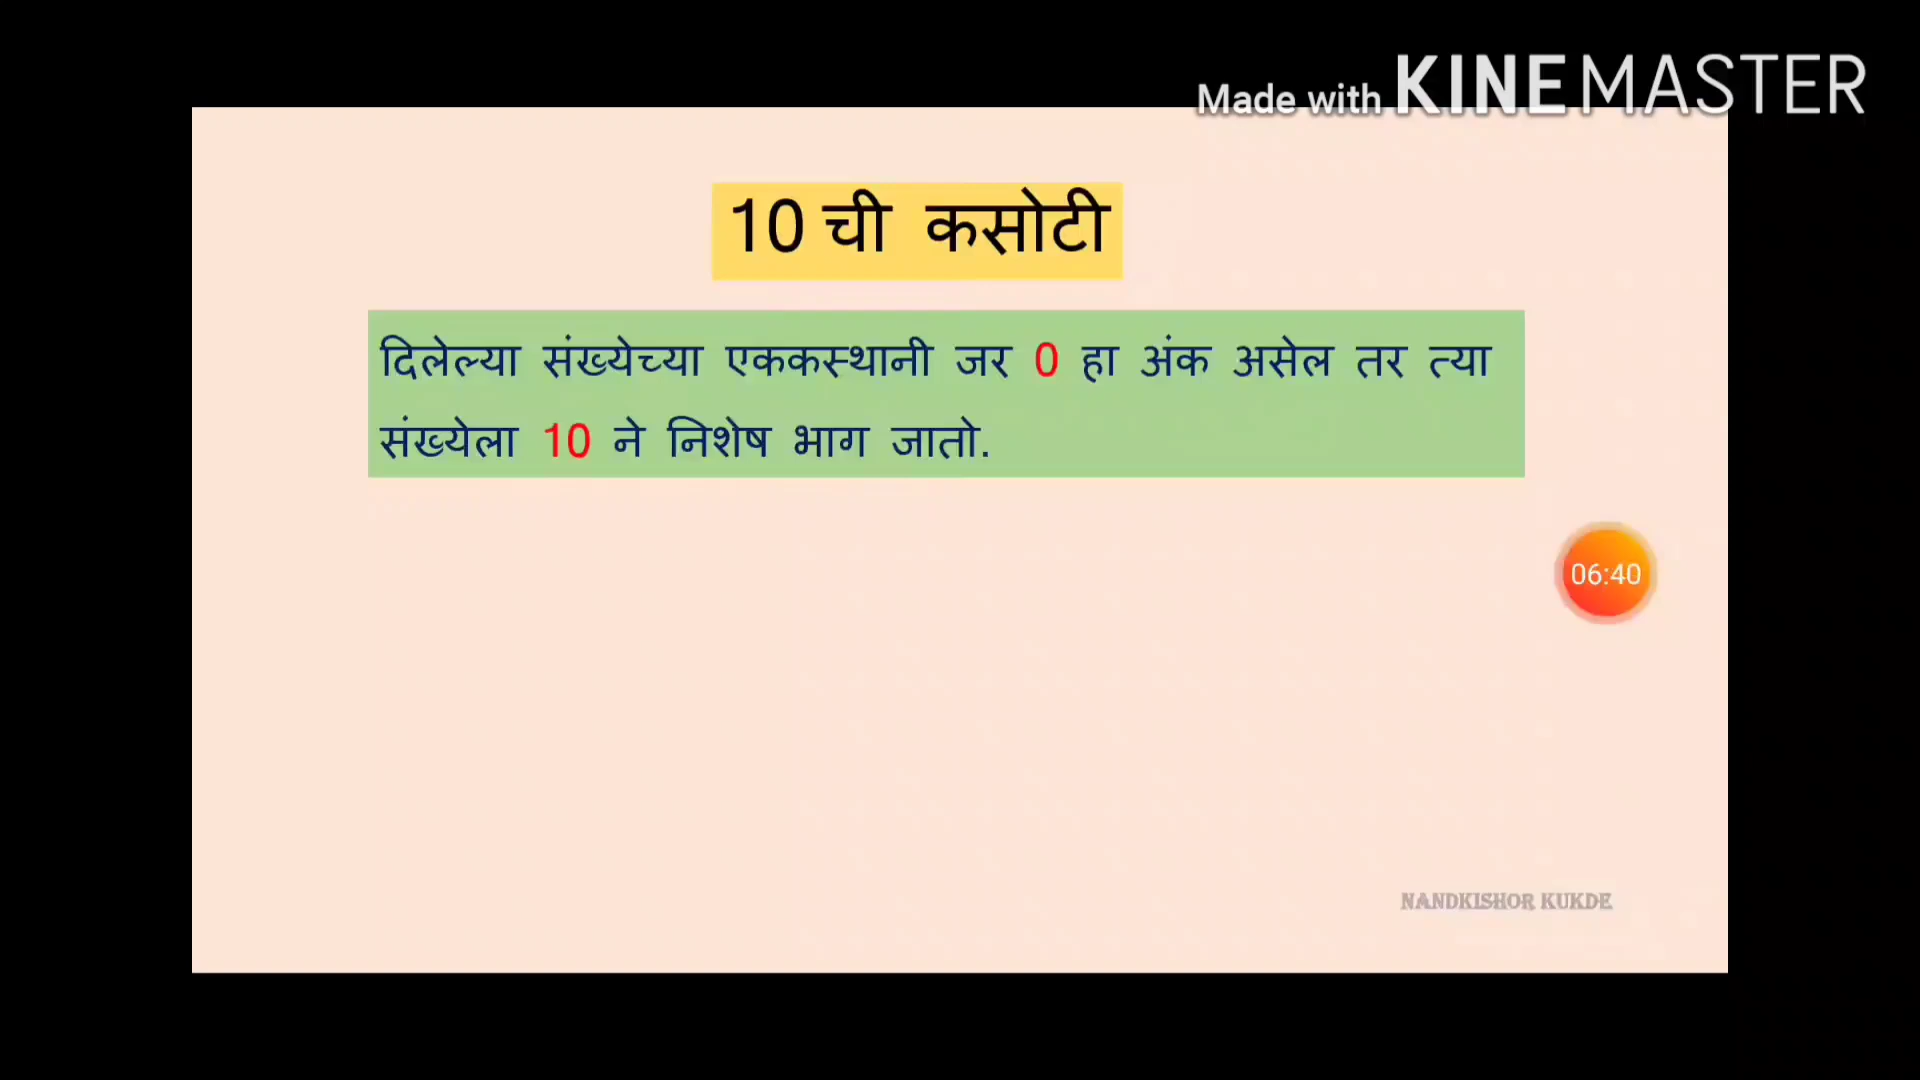 Made with KINEMASTER
10 ची कसोटी
दिलेल्या संख्येच्या एककस्थानी जर 0 हा अंक असेल तर त्या
संख्येला 10 ने निशेष भाग जातो.
06:40
NANDKISHOR KUKDE